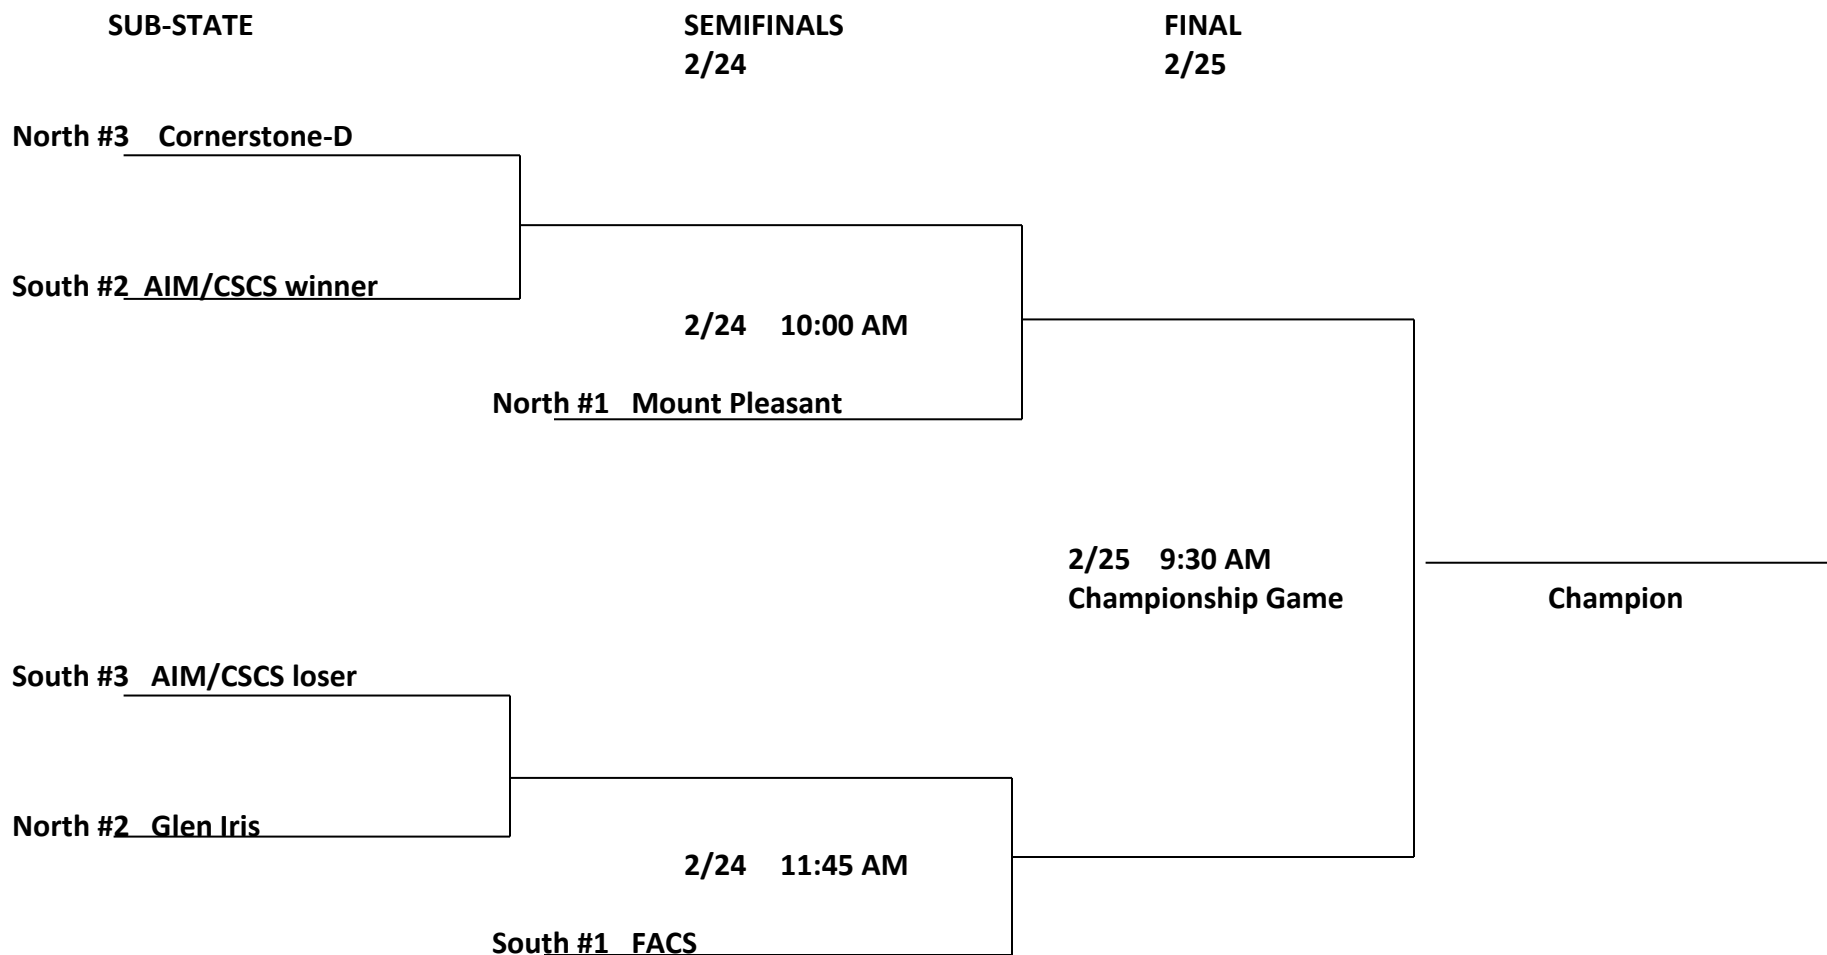 SUB-STATE SEMIFINALS FINAL
2/24 2/25
North #3 Cornerstone-D
South #2 AIM/CSCS winner
2/24 10:00 AM
North #1 Mount Pleasant
2/25 9:30 AM
Championship Game Champion
South #3 AIM/CSCS loser
North #2 Glen Iris
2/24 11:45 AM
South #1 FACS